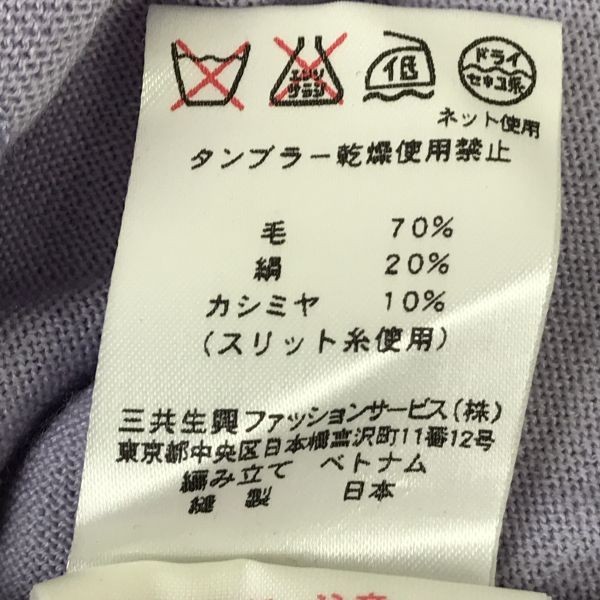 エンソ
サラシ
低
ドライ
セキユ系
ネット使用
タンブラー乾燥使用禁止
毛 70%
絹 20%
カシミヤ 10%
(スリット糸使用)
三共生興ファッションサービス(株)
東京都中央区日本橋富沢町11番12号
編み立て ベトナム
縫製 日本